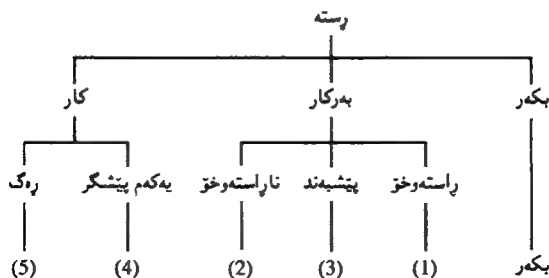 ڕستە
بکەر بەرکار کار
ڕاستەوخۆ پێشبەند ناڕاستەوخۆ یەکەم پێشگر ڕەگ
بکەر (1) (3) (2) (4) (5)